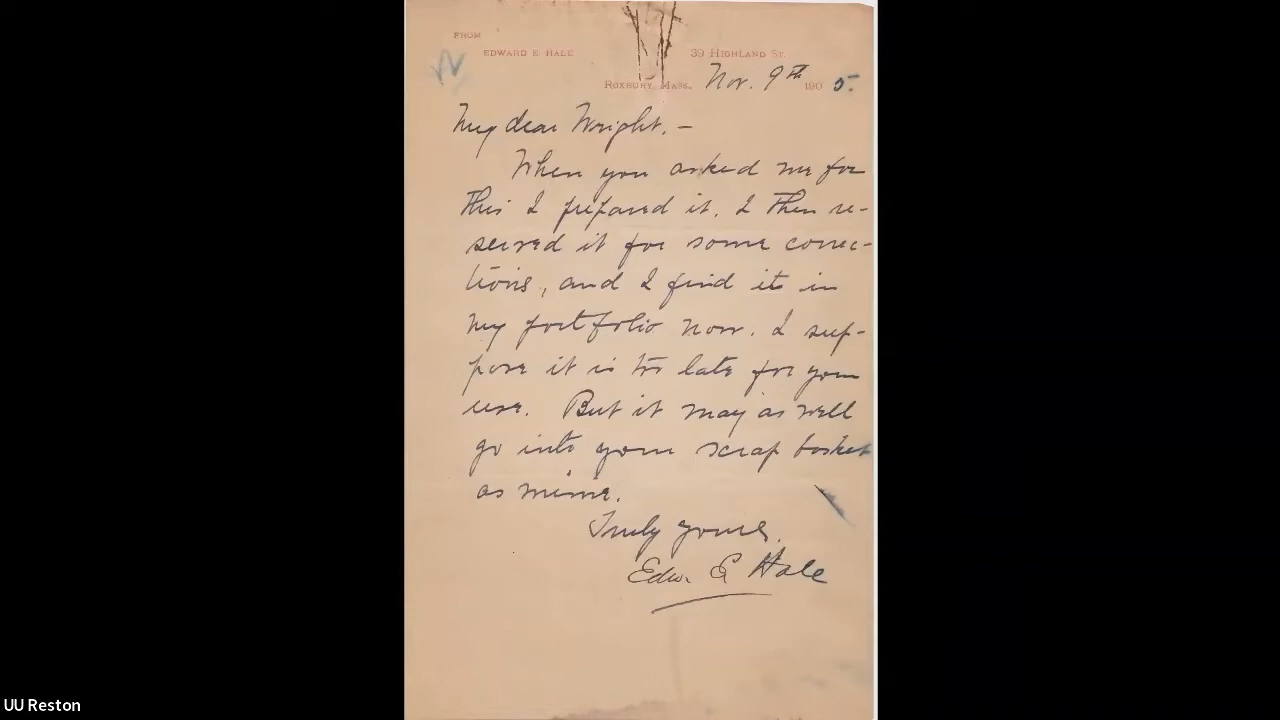 FROM
EDWARD E. HALE
39 HIGHLAND ST.
ROXBURY, MASS. Nov. 9th 1905.
My dear Wright. –
When you asked me for
this I prepared it. I then re-
served it for some correc-
tions, and I find it in
my portfolio now. I sup-
pose it is too late for your
use. But it may as well
go into your scrap basket
as mine.
Truly yours,
Edw. E Hale
UU Reston